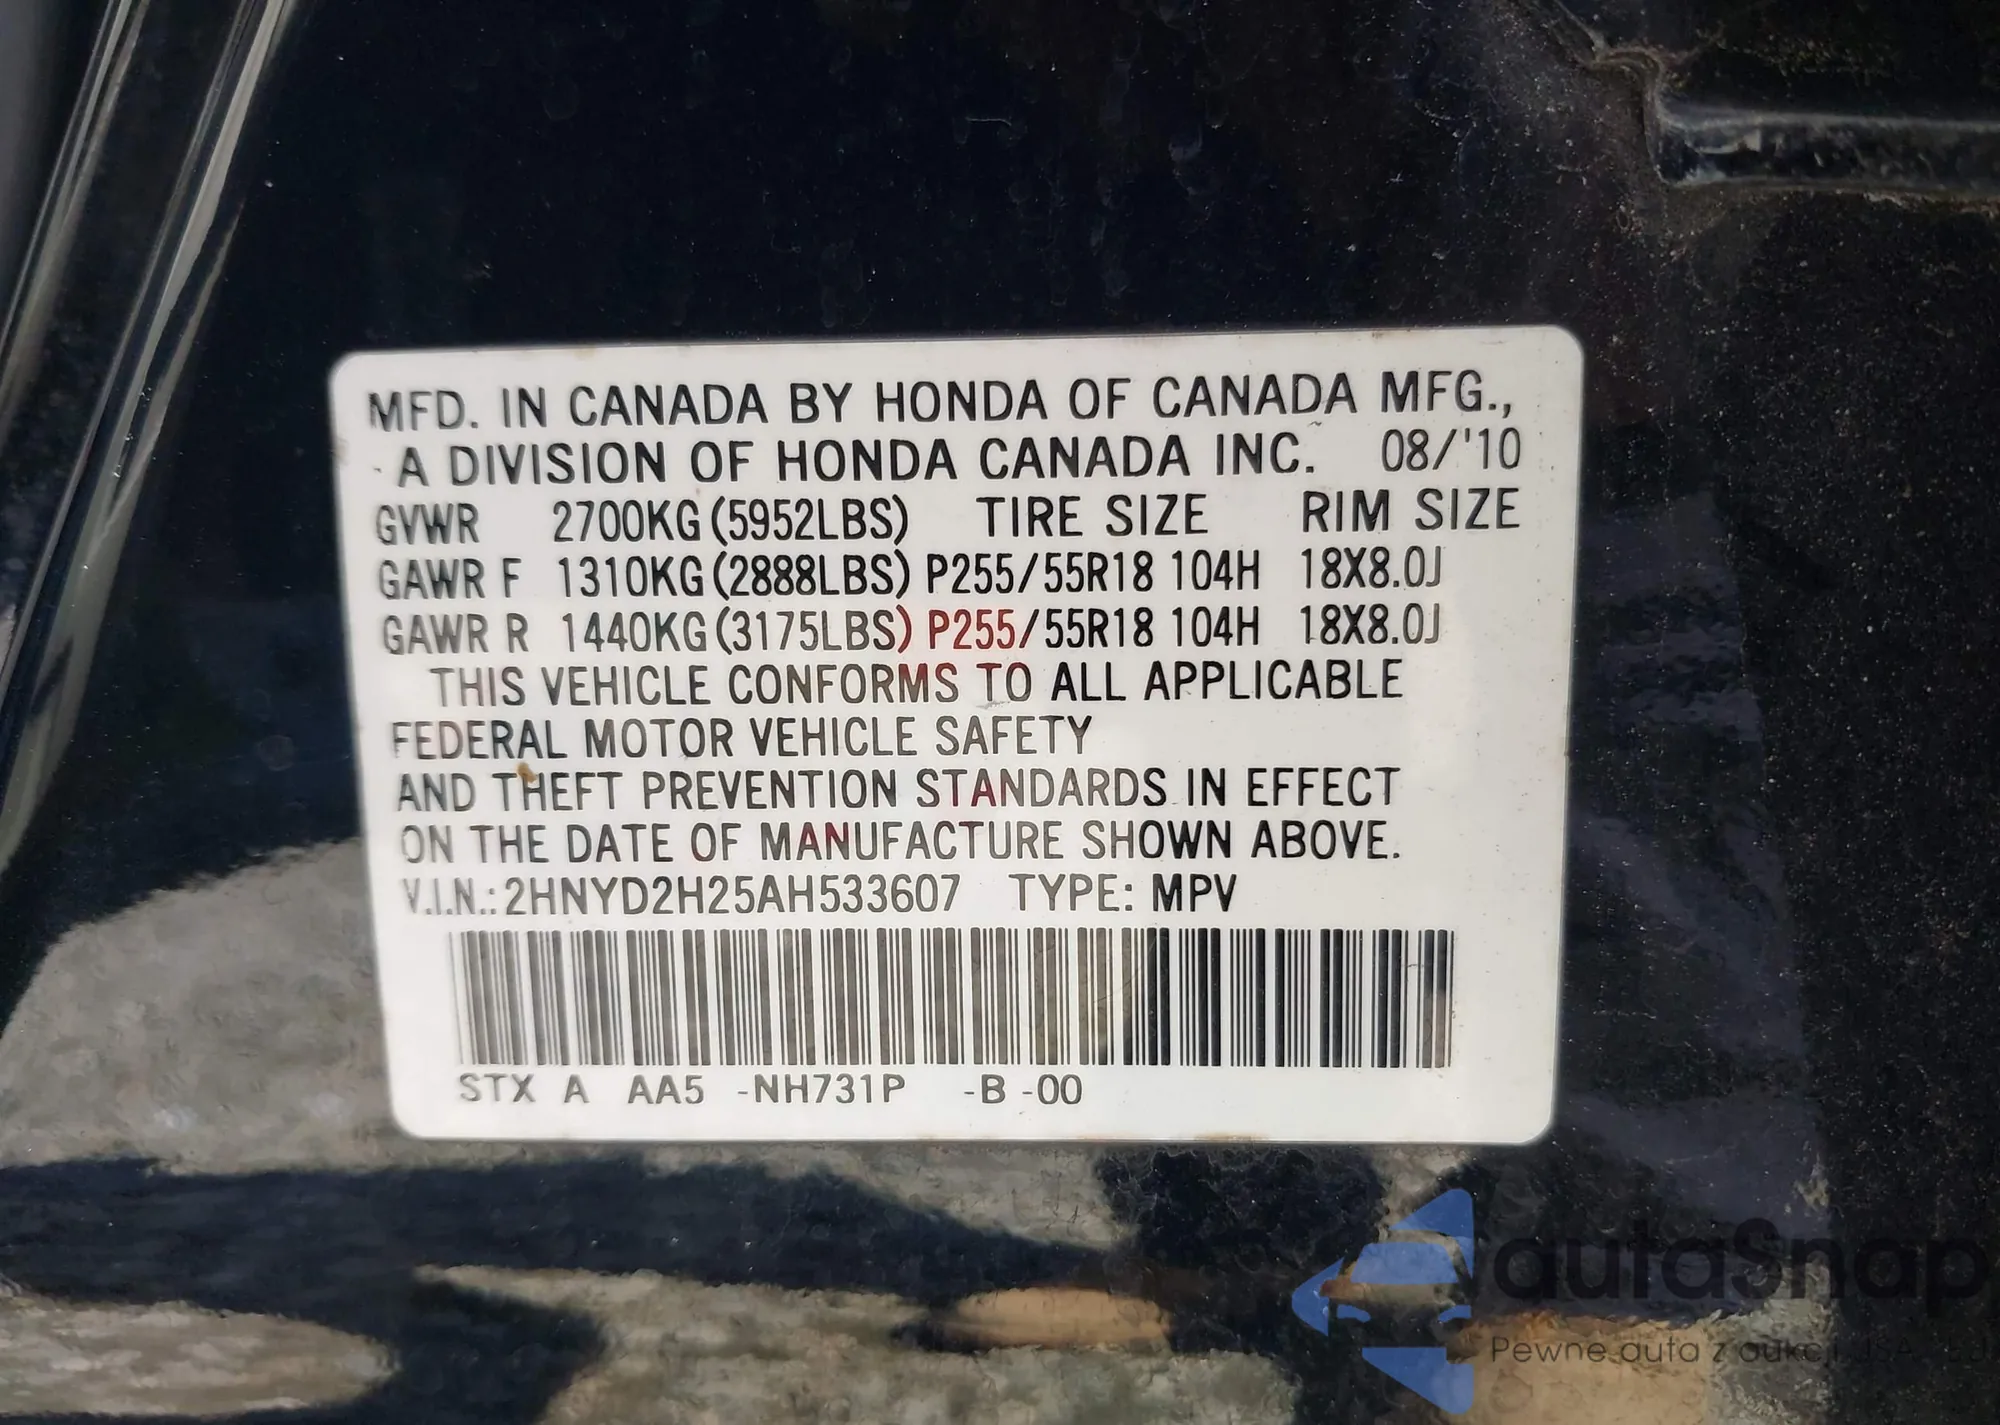 MFD. IN CANADA BY HONDA OF CANADA MFG.,
A DIVISION OF HONDA CANADA INC. 08/'10
GVWR 2700KG (5952LBS) TIRE SIZE RIM SIZE
GAWR F 1310KG (2888LBS) P255/55R18 104H 18X8.0J
GAWR R 1440KG (3175LBS) P255/55R18 104H 18X8.0J
THIS VEHICLE CONFORMS TO ALL APPLICABLE
FEDERAL MOTOR VEHICLE SAFETY
AND THEFT PREVENTION STANDARDS IN EFFECT
ON THE DATE OF MANUFACTURE SHOWN ABOVE.
V.I.N.: 2HNYD2H25AH533607 TYPE: MPV
STX A AA5 -NH731P -B -00
autaSnap
Pewne auta z aukcji